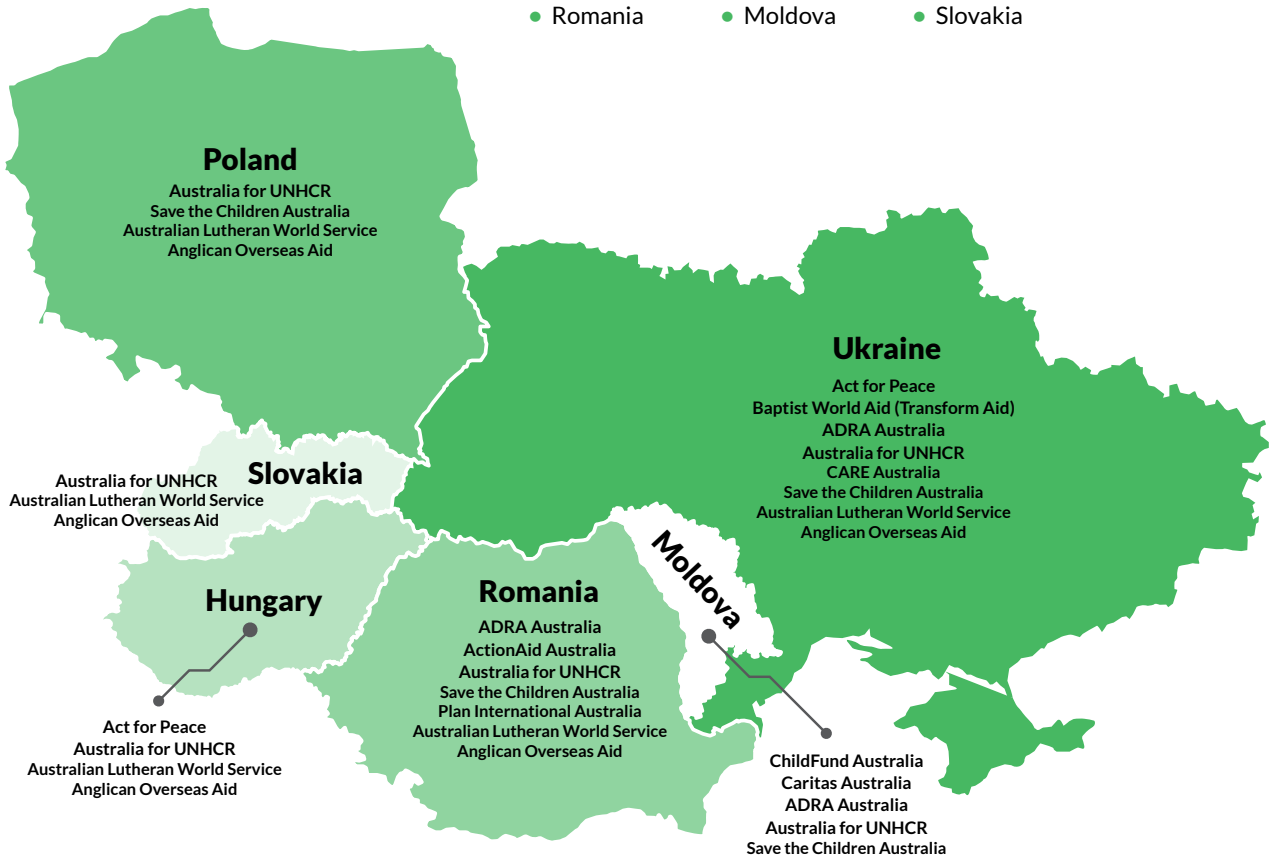 Romania
Moldova
Slovakia
Poland
Australia for UNHCR
Save the Children Australia
Australian Lutheran World Service
Anglican Overseas Aid
Ukraine
Act for Peace
Baptist World Aid (Transform Aid)
ADRA Australia
Australia for UNHCR
CARE Australia
Save the Children Australia
Australian Lutheran World Service
Anglican Overseas Aid
Slovakia
Australia for UNHCR
Australian Lutheran World Service
Anglican Overseas Aid
Hungary
Act for Peace
Australia for UNHCR
Australian Lutheran World Service
Anglican Overseas Aid
Romania
ADRA Australia
ActionAid Australia
Australia for UNHCR
Save the Children Australia
Plan International Australia
Australian Lutheran World Service
Anglican Overseas Aid
Moldova
ChildFund Australia
Caritas Australia
ADRA Australia
Australia for UNHCR
Save the Children Australia